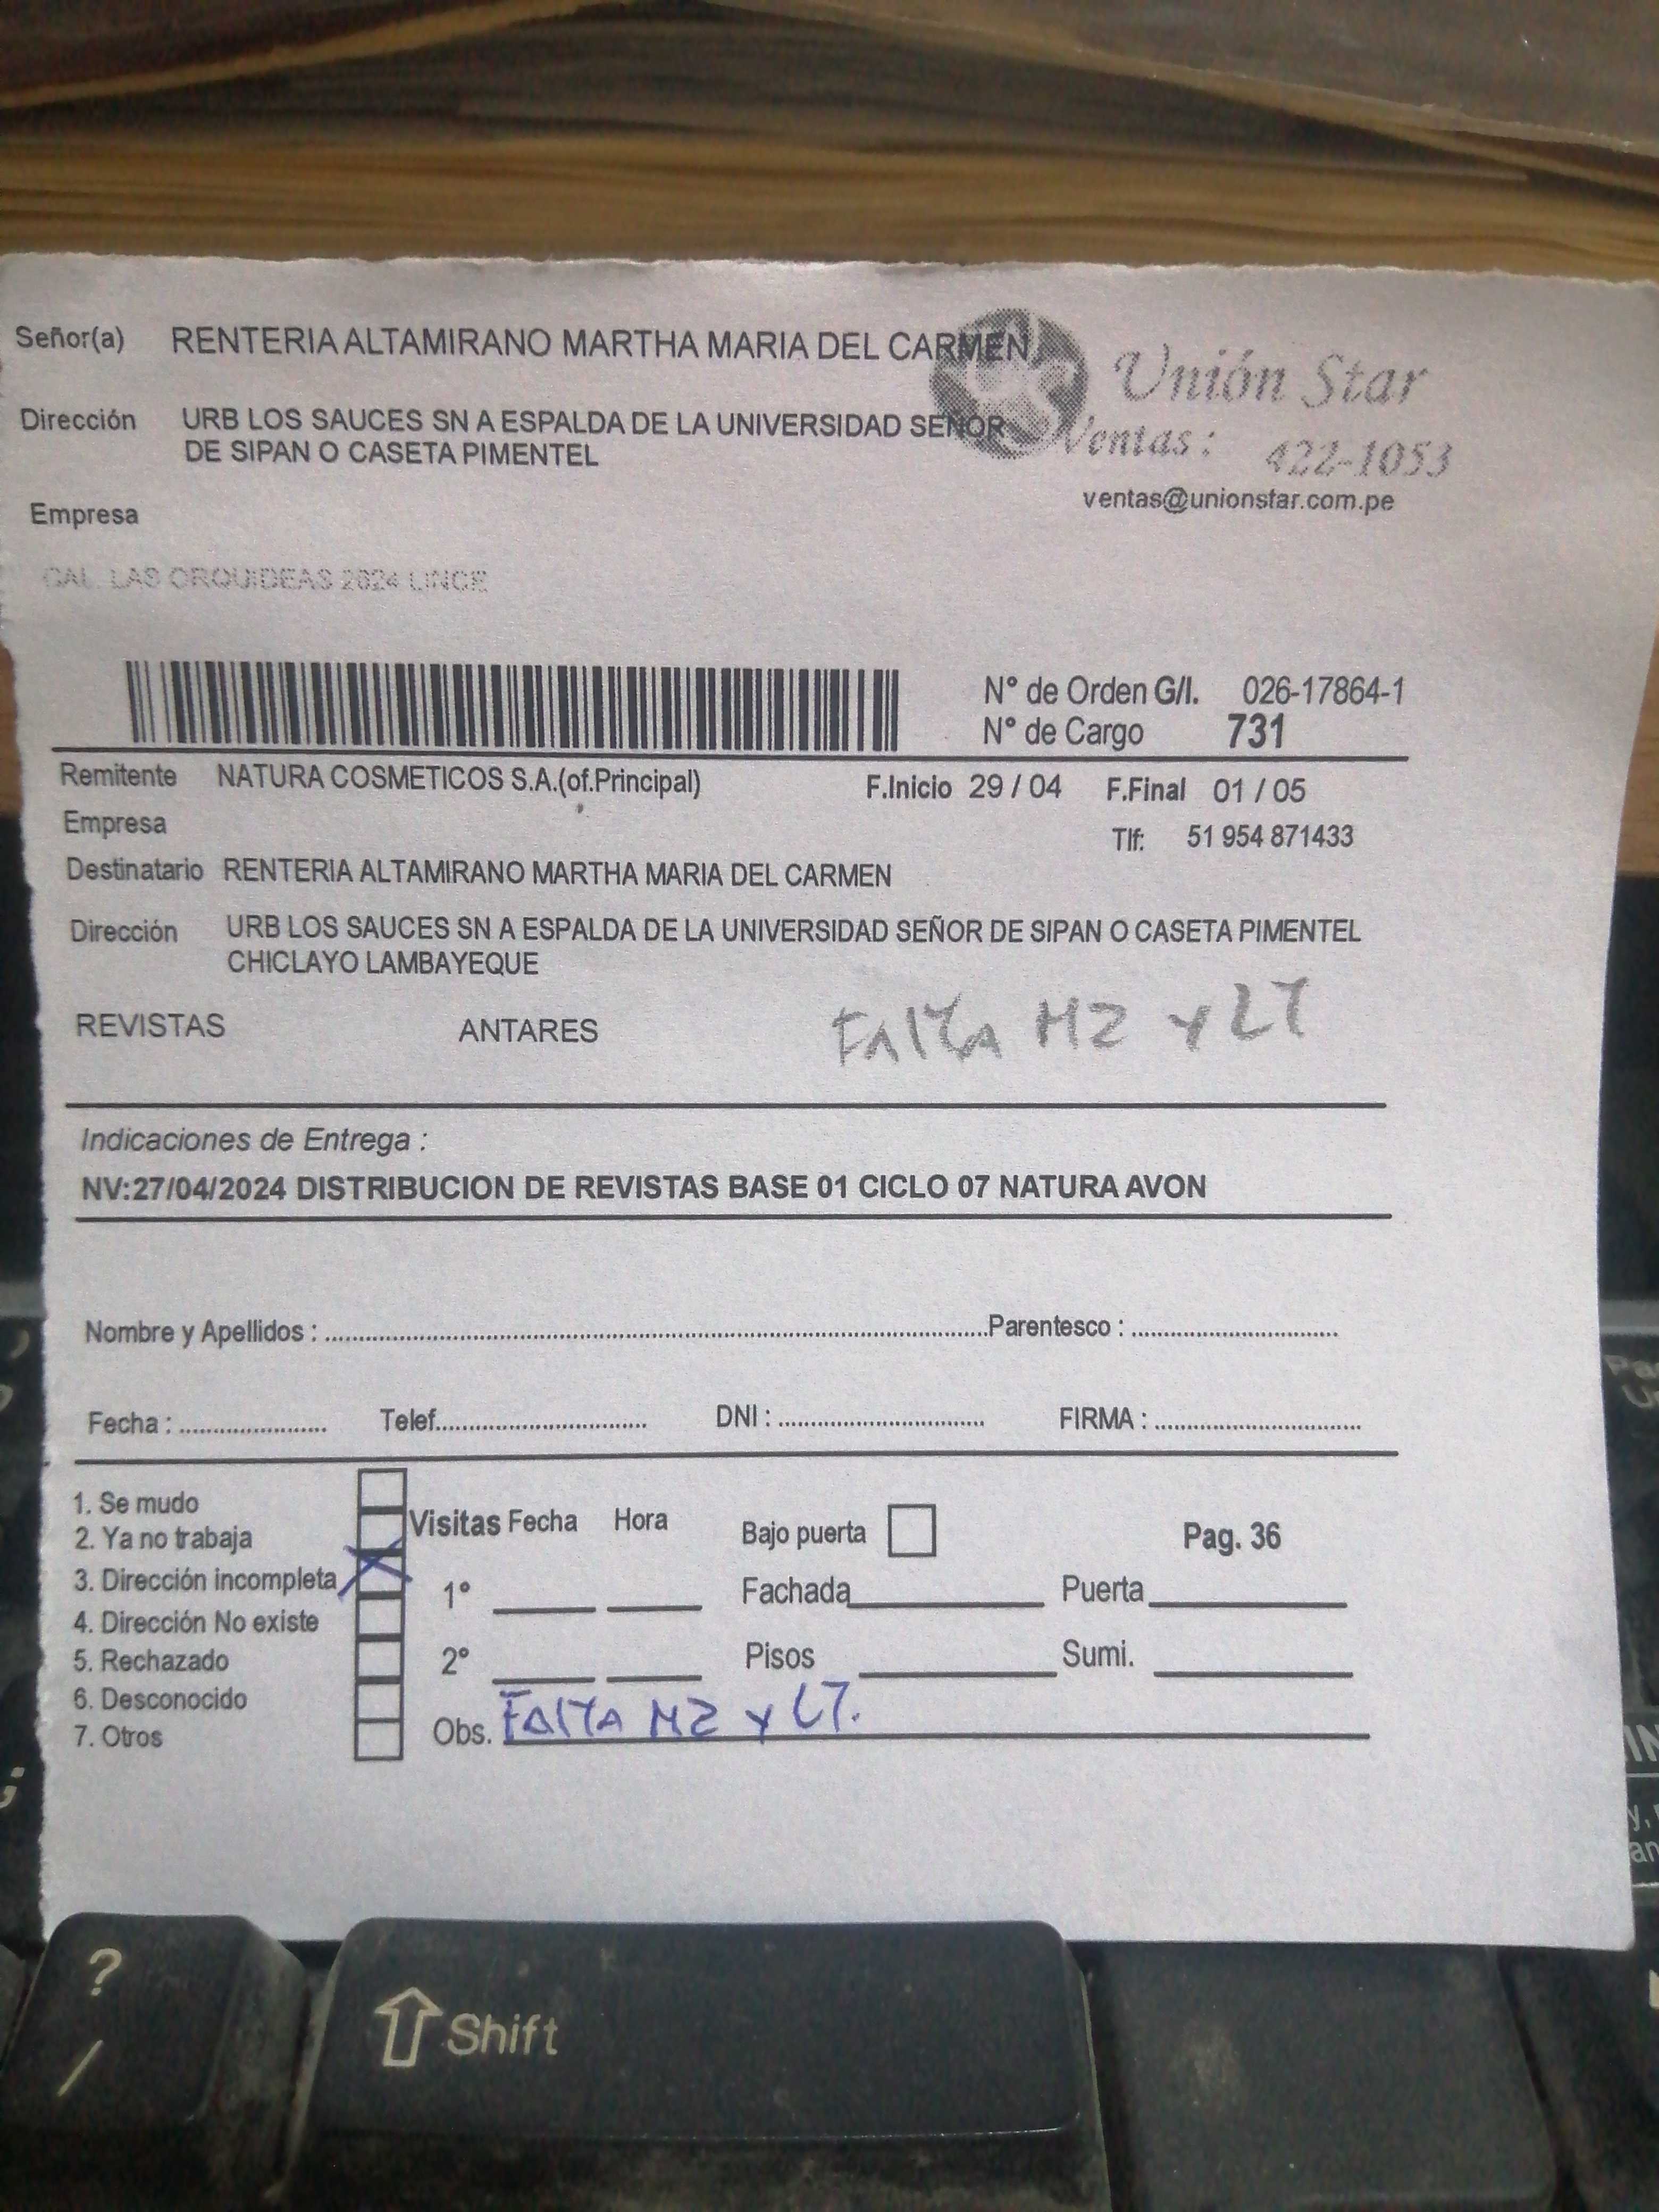 Señor(a) RENTERIA ALTAMIRANO MARTHA MARIA DEL CARMEN
Unión Star
Dirección URB LOS SAUCES SN A ESPALDA DE LA UNIVERSIDAD SEÑOR
DE SIPAN O CASETA PIMENTEL
Ventas : 422-1053
ventas@unionstar.com.pe
Empresa
CAL. LAS ORQUIDEAS 2624 LINCE
N° de Orden G/I. 026-17864-1
N° de Cargo 731
Remitente NATURA COSMETICOS S.A.(of.Principal) F.Inicio 29 / 04 F.Final 01 / 05
Empresa
Tlf: 51 954 871433
Destinatario RENTERIA ALTAMIRANO MARTHA MARIA DEL CARMEN
Dirección URB LOS SAUCES SN A ESPALDA DE LA UNIVERSIDAD SEÑOR DE SIPAN O CASETA PIMENTEL
CHICLAYO LAMBAYEQUE
REVISTAS ANTARES FALTA MZ y LT
Indicaciones de Entrega :
NV:27/04/2024 DISTRIBUCION DE REVISTAS BASE 01 CICLO 07 NATURA AVON
Nombre y Apellidos : Parentesco :
Fecha : Telef. DNI : FIRMA :
1. Se mudo
2. Ya no trabaja
3. Dirección incompleta X
4. Dirección No existe
5. Rechazado
6. Desconocido
7. Otros
Visitas Fecha Hora
1°
2°
Bajo puerta
Pag. 36
Fachada Puerta
Pisos Sumi.
Obs. FALTA MZ y LT.
?
/
Shift